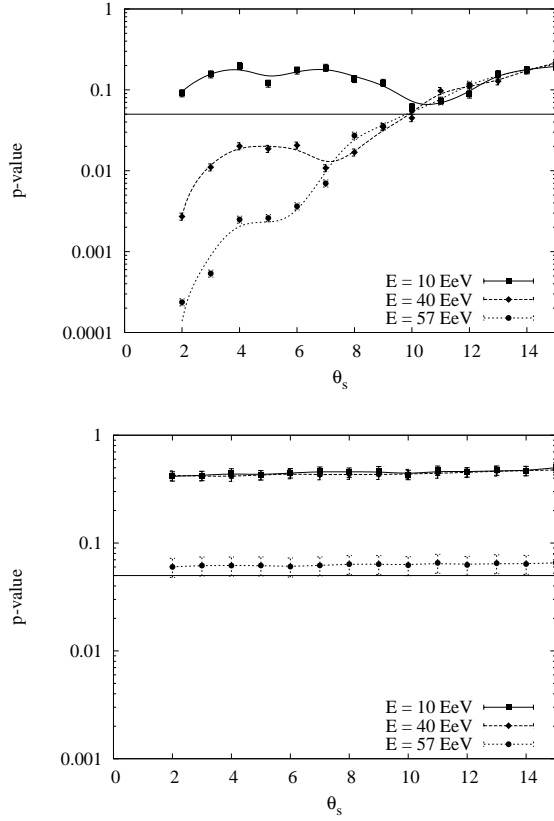 1
0.1
0.01
0.001
0.0001
p-value
0 2 4 6 8 10 12 14
θs
E = 10 EeV
E = 40 EeV
E = 57 EeV
1
0.1
0.01
0.001
p-value
0 2 4 6 8 10 12 14
θs
E = 10 EeV
E = 40 EeV
E = 57 EeV